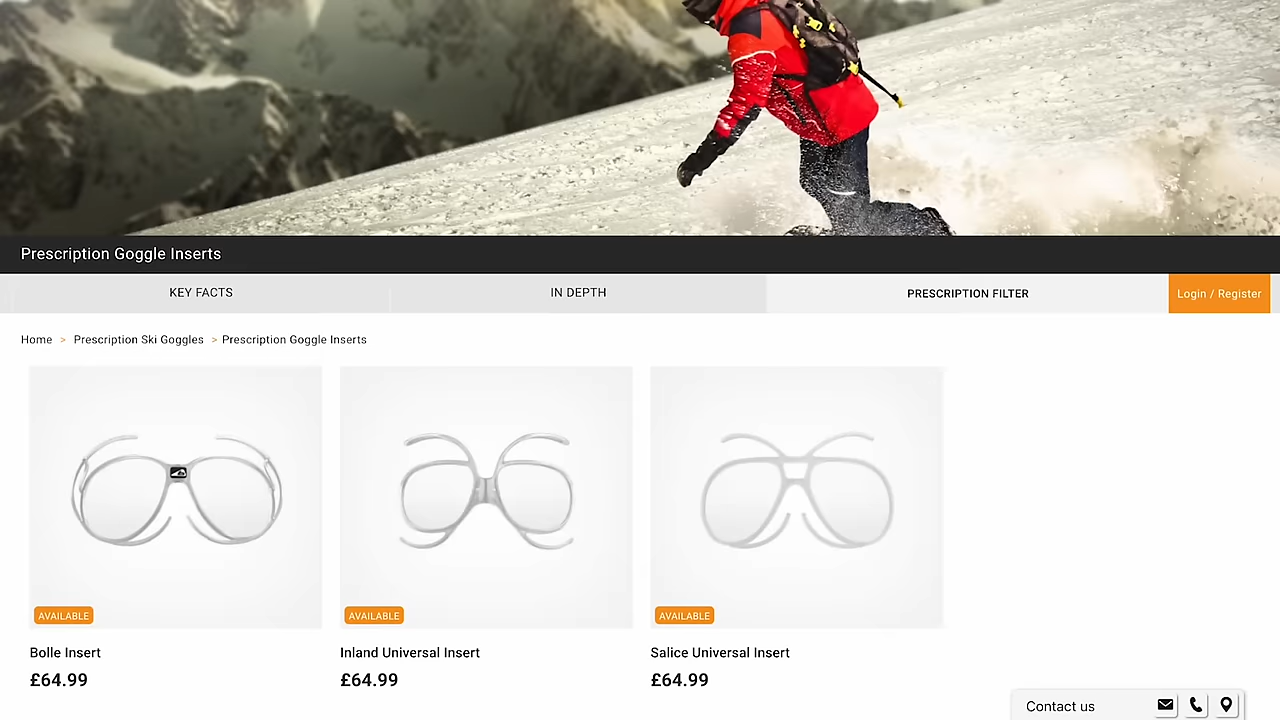 Prescription Goggle Inserts
KEY FACTS
IN DEPTH
PRESCRIPTION FILTER
Login / Register
Home > Prescription Ski Goggles > Prescription Goggle Inserts
AVAILABLE
AVAILABLE
AVAILABLE
Bolle Insert
Inland Universal Insert
Salice Universal Insert
£64.99
£64.99
£64.99
Contact us